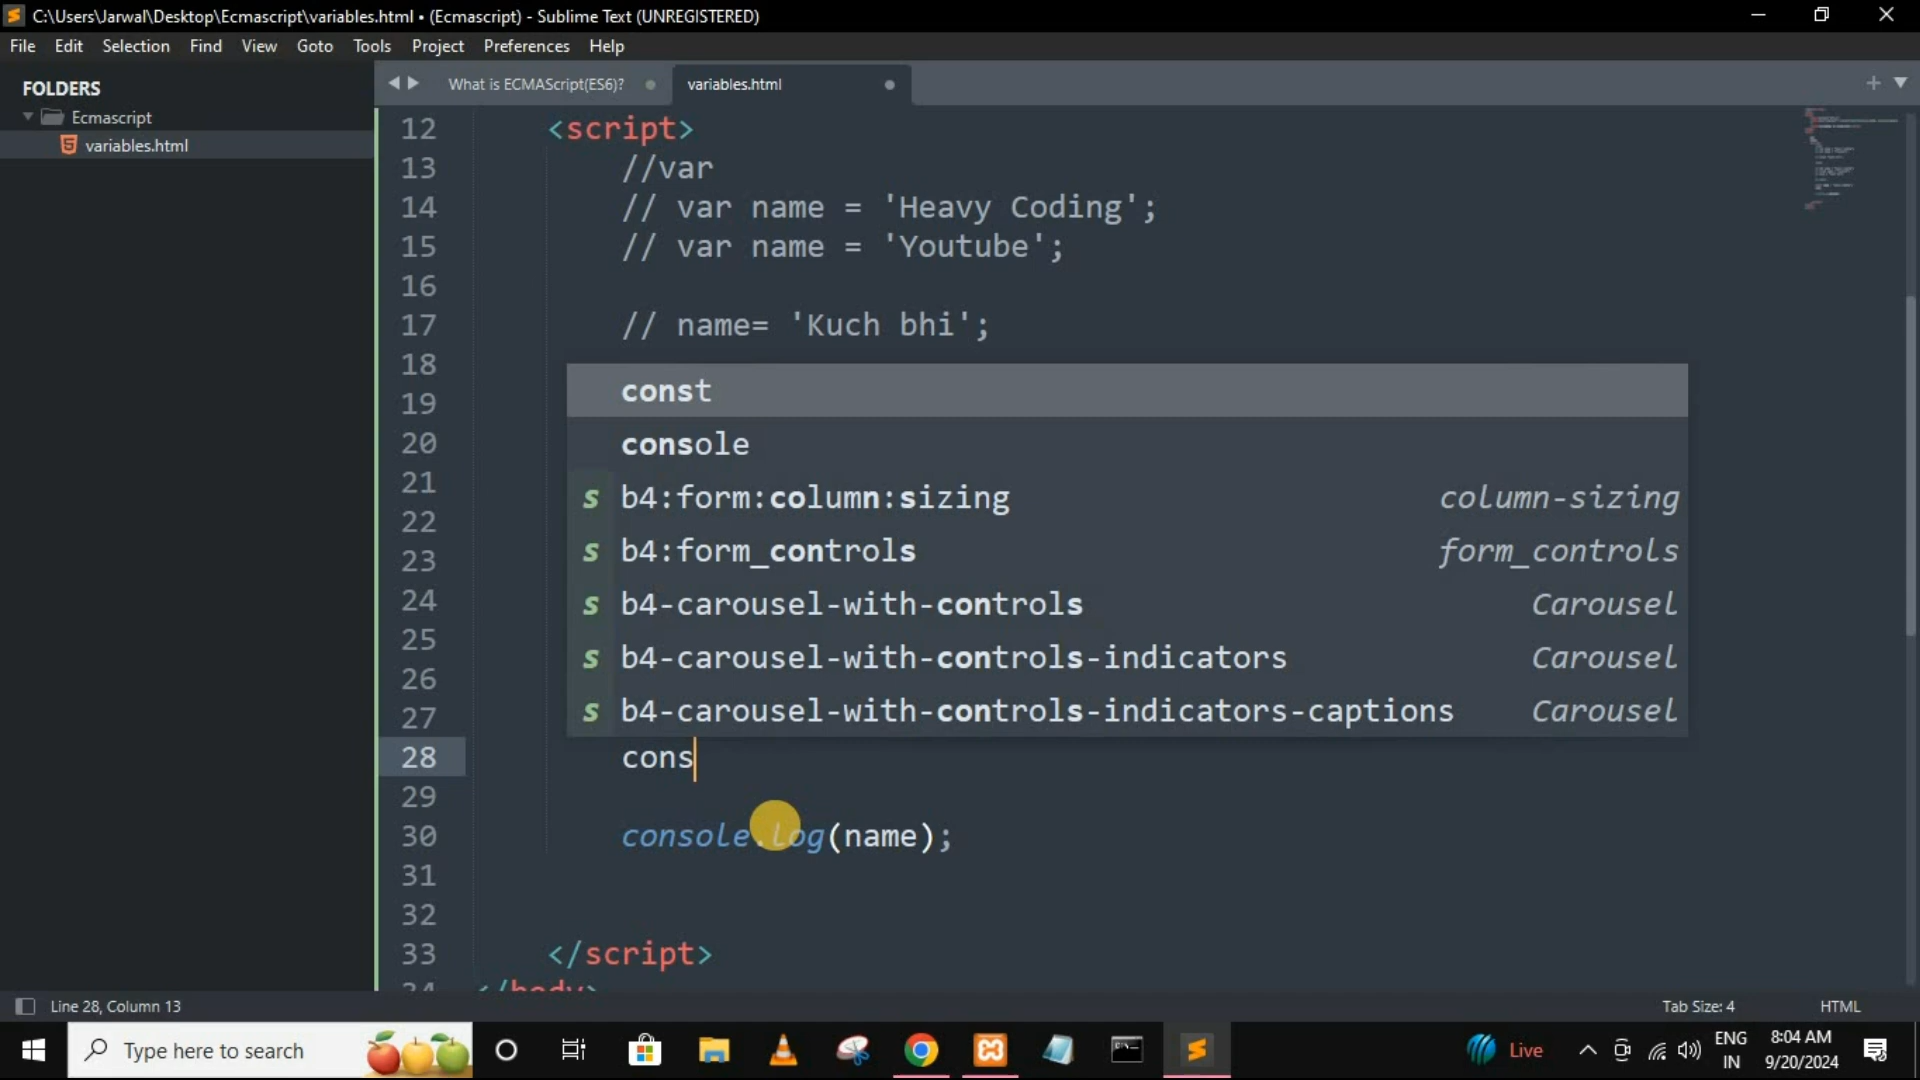 C:\Users\Jarwal\Desktop\Ecmascript\variables.html • (Ecmascript) - Sublime Text (UNREGISTERED)
File Edit Selection Find View Goto Tools Project Preferences Help
FOLDERS
Ecmascript
variables.html
What is ECMAScript(ES6)?
variables.html
12 <script>
13 //var
14 // var name = 'Heavy Coding';
15 // var name = 'Youtube';
16
17 // name= 'Kuch bhi';
18
19 const
20 console
21 s b4:form:column:sizing column-sizing
22
23 s b4:form_controls form_controls
24 s b4-carousel-with-controls Carousel
25
26 s b4-carousel-with-controls-indicators Carousel
27 s b4-carousel-with-controls-indicators-captions Carousel
28 cons
29
30 console.log(name);
31
32
33 </script>
34 </body>
Line 28, Column 13
Tab Size: 4
HTML
Type here to search
Live
ENG
IN
8:04 AM
9/20/2024